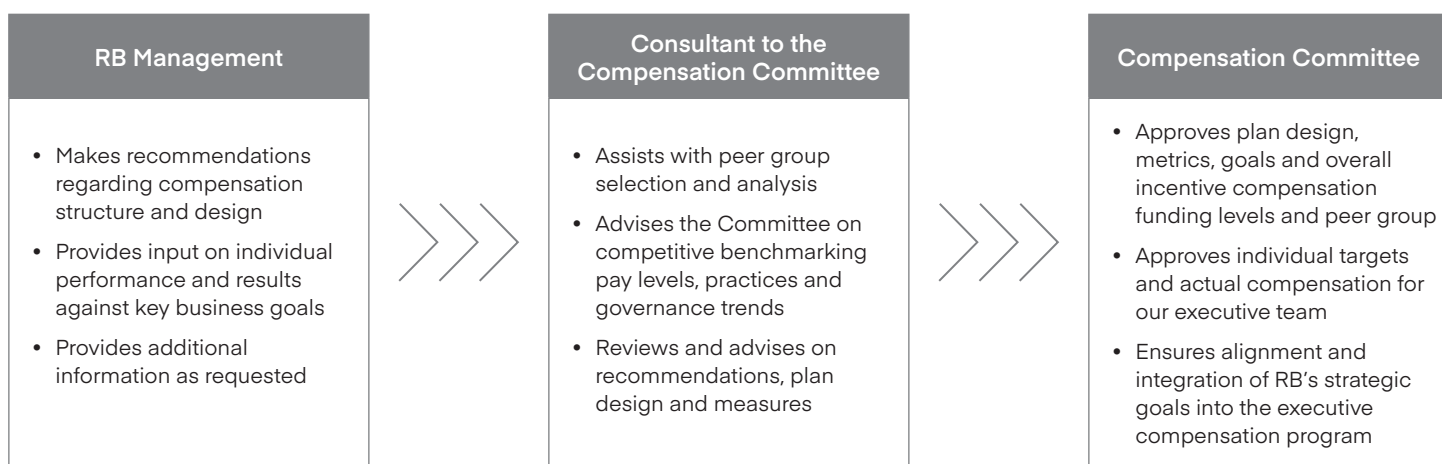 RB Management
• Makes recommendations
regarding compensation
structure and design
• Provides input on individual
performance and results
against key business goals
• Provides additional
information as requested
Consultant to the
Compensation Committee
• Assists with peer group
selection and analysis
• Advises the Committee on
competitive benchmarking
pay levels, practices and
governance trends
• Reviews and advises on
recommendations, plan
design and measures
Compensation Committee
• Approves plan design,
metrics, goals and overall
incentive compensation
funding levels and peer group
• Approves individual targets
and actual compensation for
our executive team
• Ensures alignment and
integration of RB’s strategic
goals into the executive
compensation program